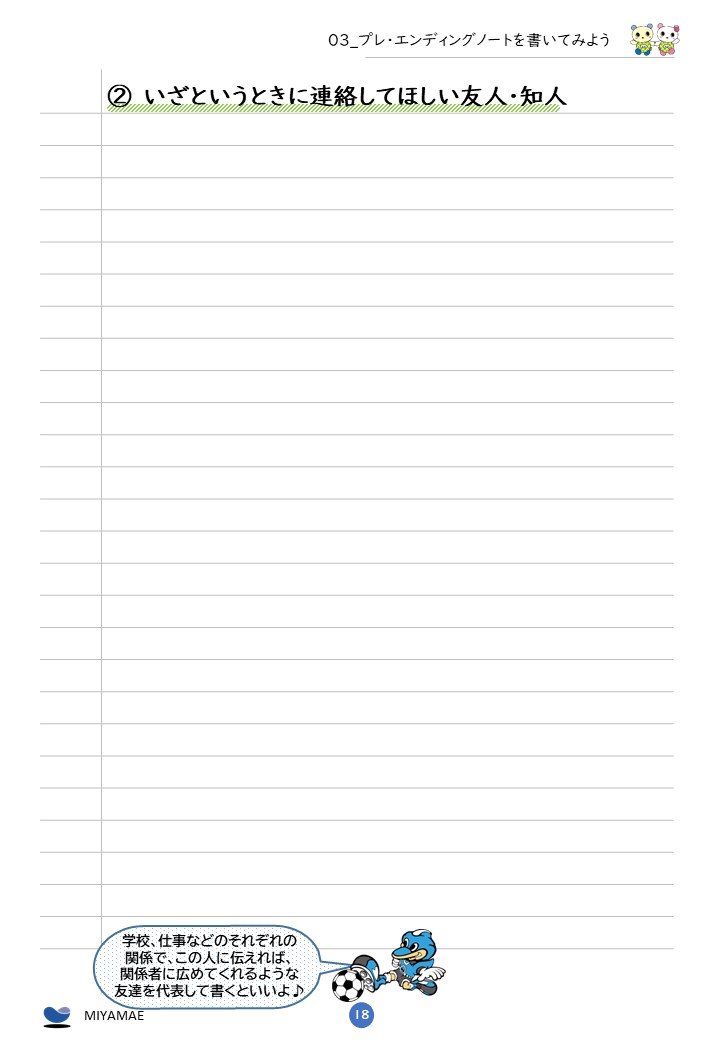 03_プレ・エンディングノートを書いてみよう
② いざというときに連絡してほしい友人・知人
学校、仕事などのそれぞれの
関係で、この人に伝えれば、
関係者に広めてくれるような
友達を代表して書くといいよ♪
MIYAMAE
18